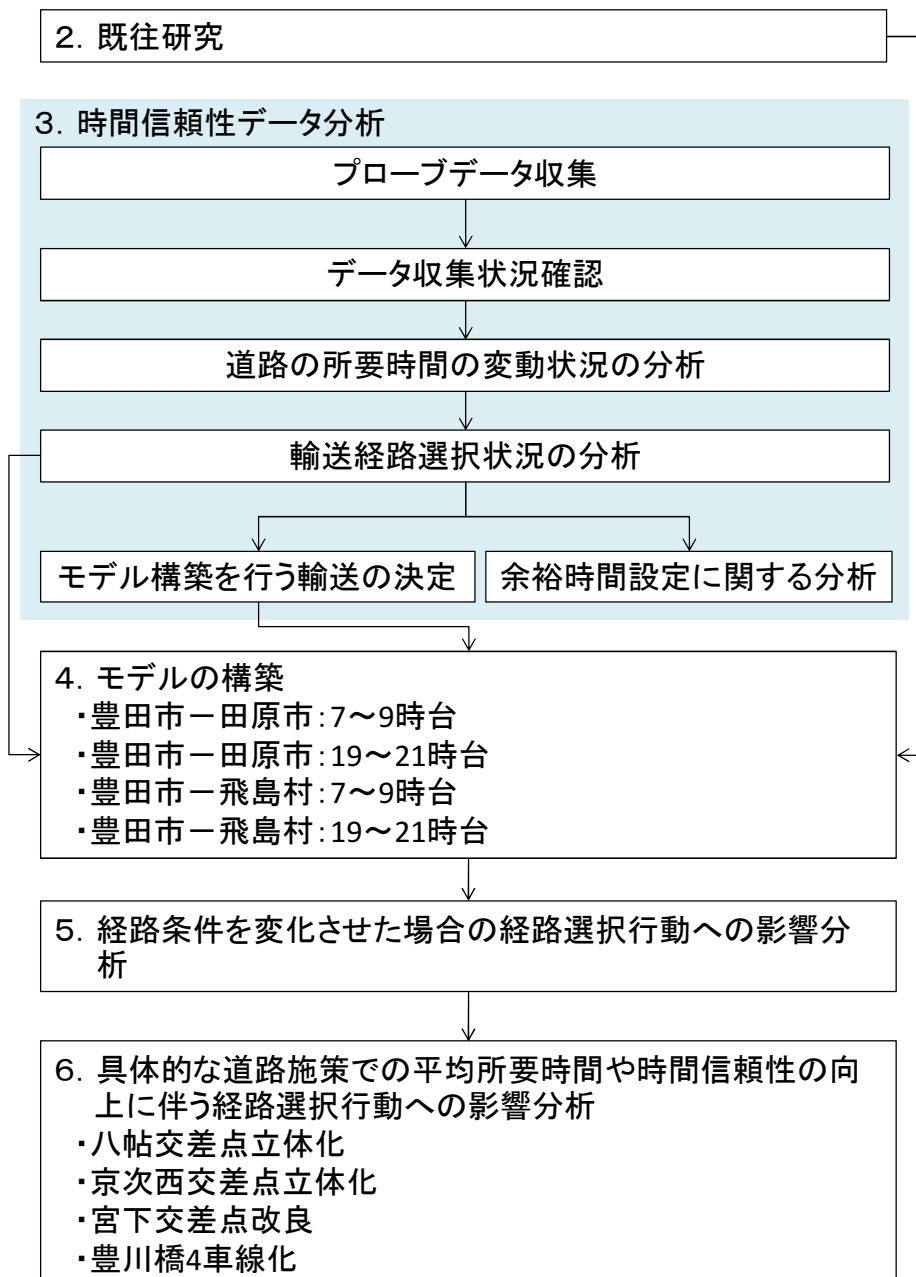 ２．既往研究
３．時間信頼性データ分析
プローブデータ収集
データ収集状況確認
道路の所要時間の変動状況の分析
輸送経路選択状況の分析
モデル構築を行う輸送の決定
余裕時間設定に関する分析
４．モデルの構築
・豊田市－田原市：7～9時台
・豊田市－田原市：19～21時台
・豊田市－飛島村：7～9時台
・豊田市－飛島村：19～21時台
５．経路条件を変化させた場合の経路選択行動への影響分
析
６．具体的な道路施策での平均所要時間や時間信頼性の向
上に伴う経路選択行動への影響分析
・八帖交差点立体化
・京次西交差点立体化
・宮下交差点改良
・豊川橋4車線化